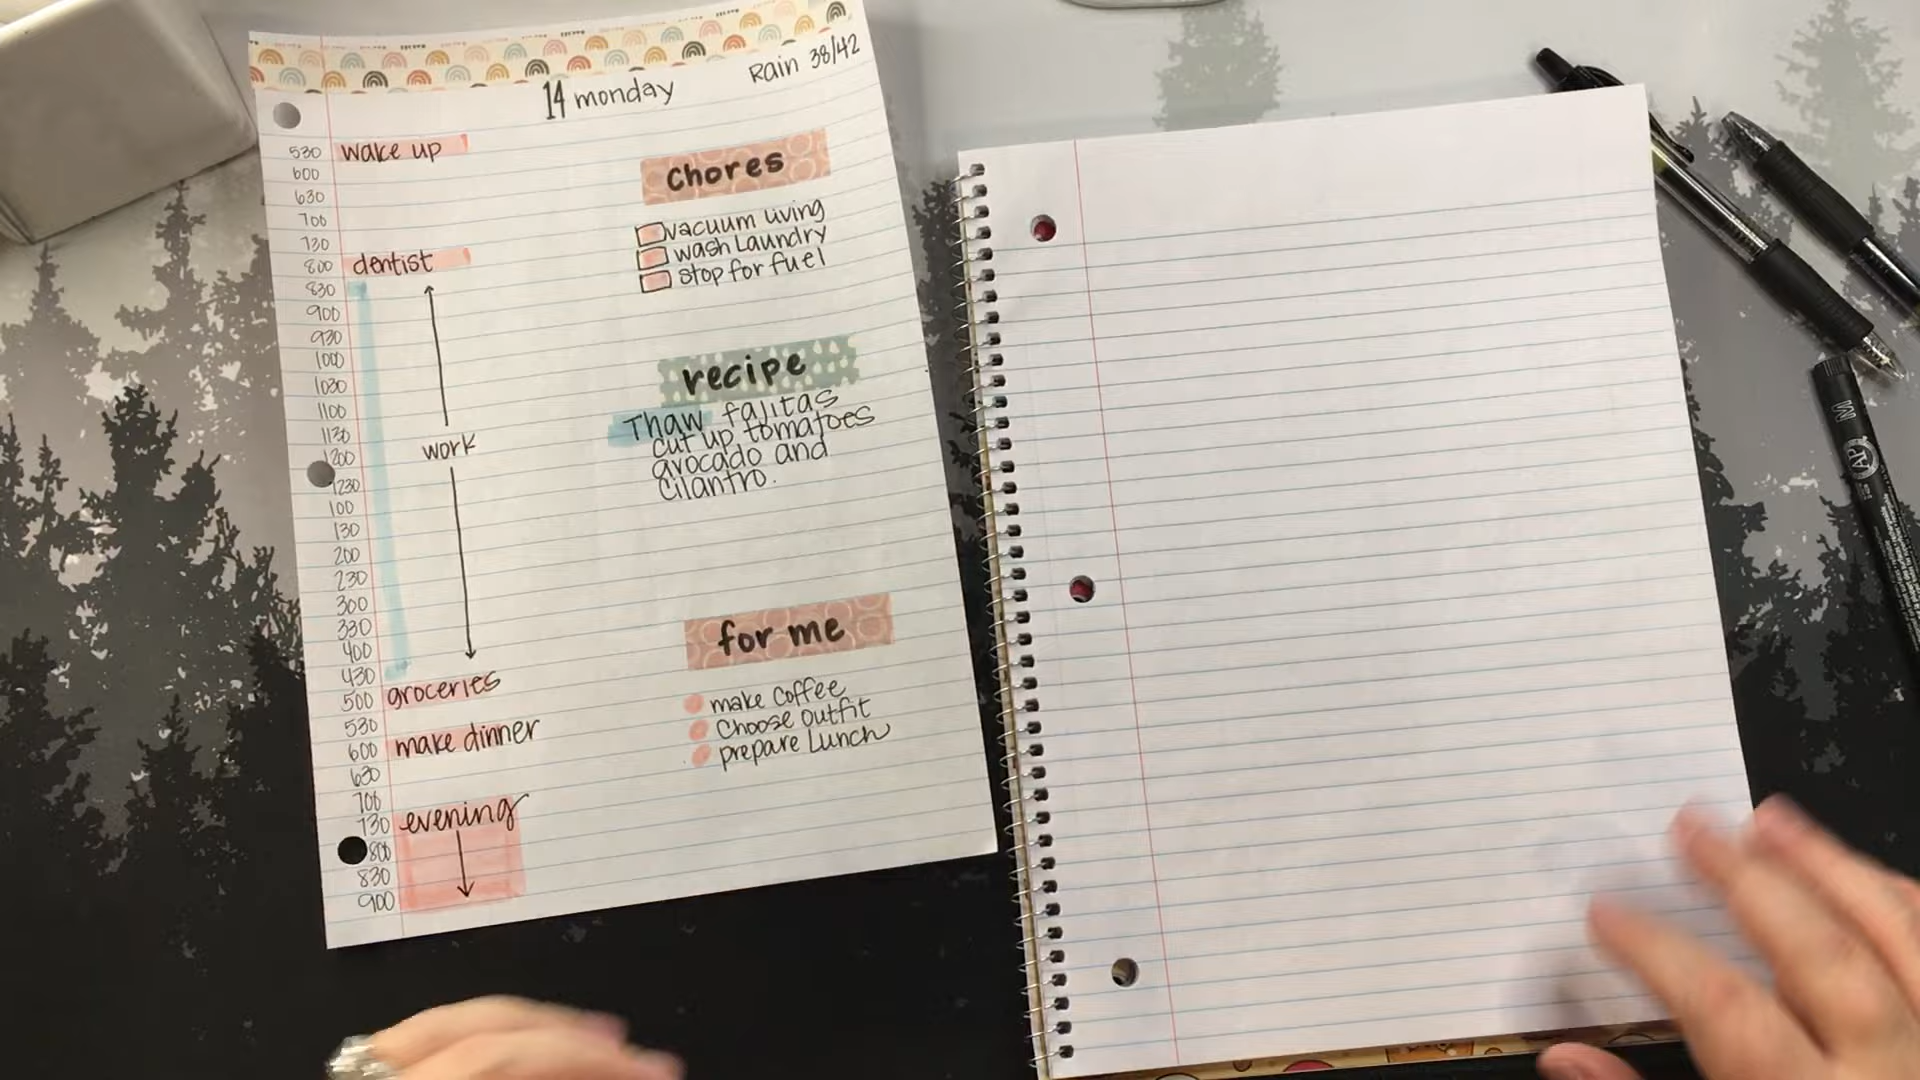 14 monday
Rain 38/42
530 wake up
600
630
700
730
800 dentist
830
900
930
1000
1030
1100
1130
1200 work
1230
100
130
200
230
300
330
400
430
500 groceries
530
600 make dinner
630
700
730 evening
800
830
900
chores
vacuum living
wash Laundry
stop for fuel
recipe
Thaw fajitas
cut up tomatoes
avocado and
cilantro.
for me
make coffee
Choose outfit
prepare Lunch
M
AP